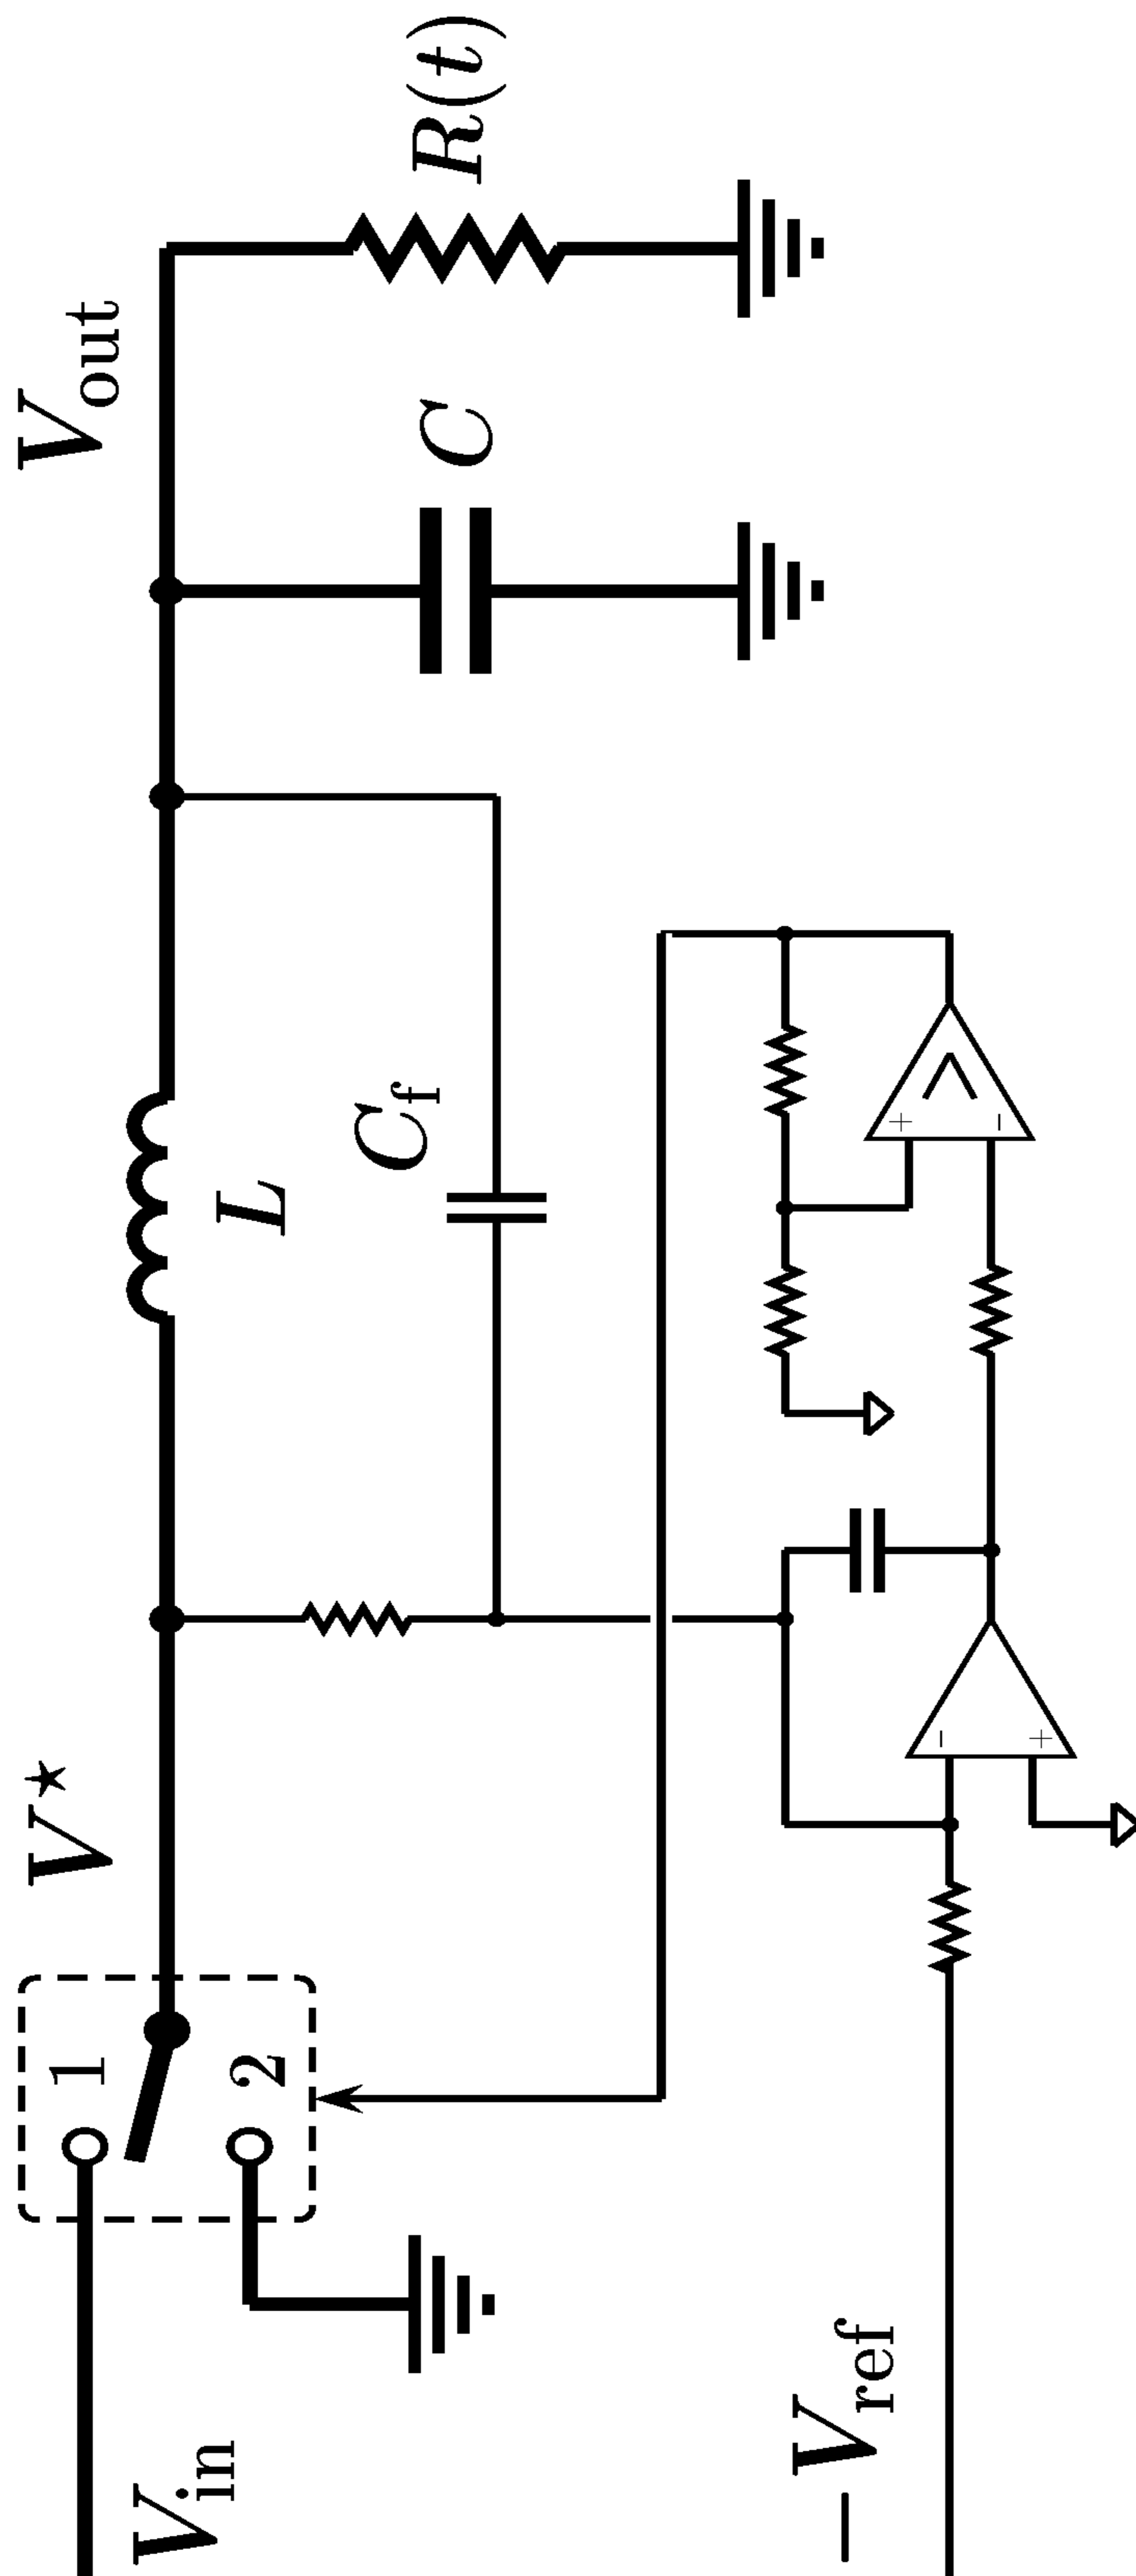 V_in
1
2
V*
L
C_f
C
V_out
R(t)
−V_ref
−
+
+
−